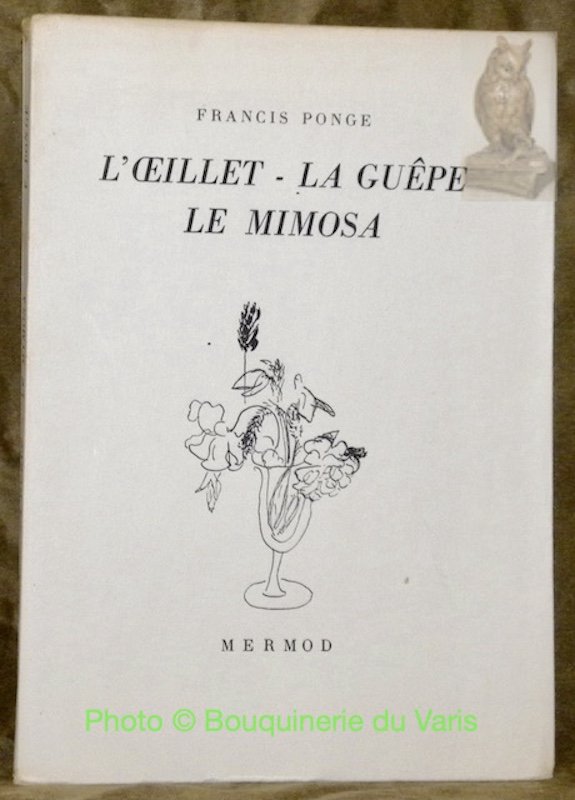 FRANCIS PONGE
L'ŒILLET - LA GUÊPE
LE MIMOSA
MERMOD
Photo © Bouquinerie du Varis